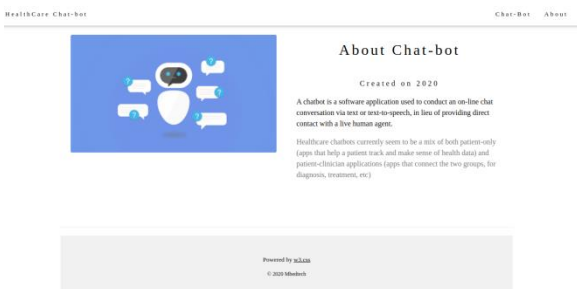 HealthCare Chat-bot
Chat-Bot About
About Chat-bot
Created on 2020
A chatbot is a software application used to conduct an on-line chat
conversation via text or text-to-speech, in lieu of providing direct
contact with a live human agent.
Healthcare chatbots currently seem to be a mix of both patient-only
(apps that help a patient track and make sense of health data) and
patient-clinician applications (apps that connect the two groups, for
diagnosis, treatment, etc)
Powered by w3.css
© 2020